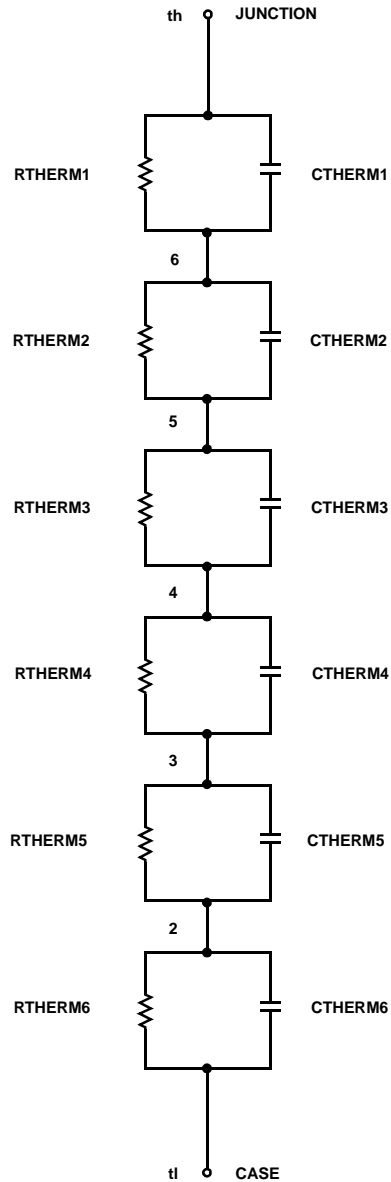 th JUNCTION
RTHERM1 CTHERM1
6
RTHERM2 CTHERM2
5
RTHERM3 CTHERM3
4
RTHERM4 CTHERM4
3
RTHERM5 CTHERM5
2
RTHERM6 CTHERM6
tl CASE